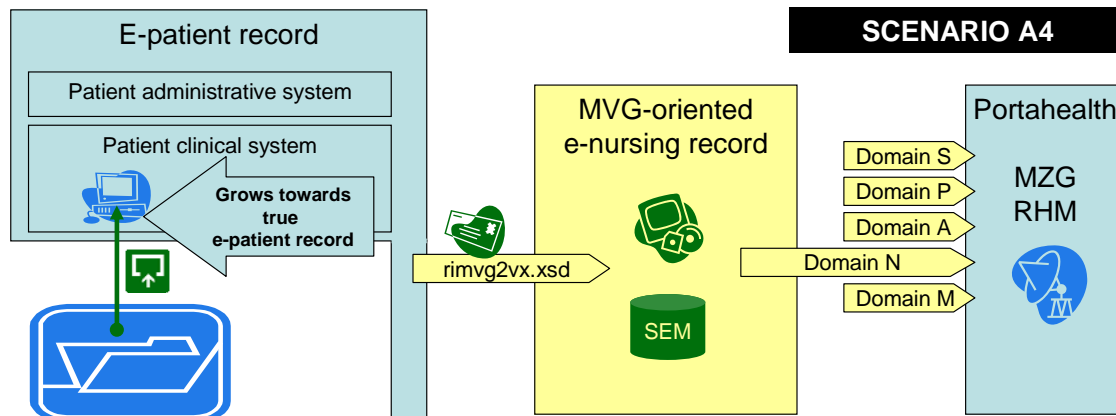 SCENARIO A4
E-patient record
Patient administrative system
Patient clinical system
Grows towards
true
e-patient record
rimvg2vx.xsd
MVG-oriented
e-nursing record
SEM
Domain S
Domain P
Domain A
Domain N
Domain M
Portahealth
MZG
RHM